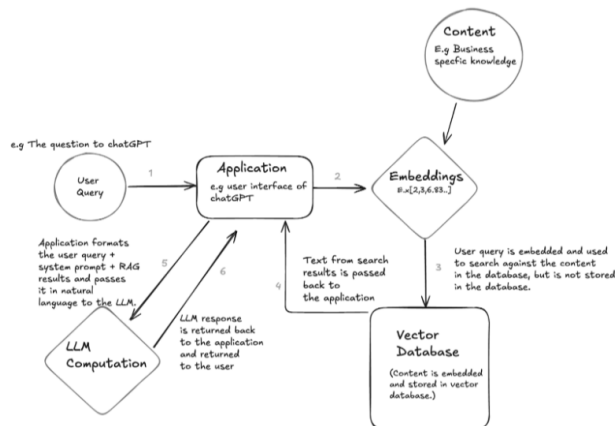 Content
E.g Business
specfic knowledge
e.g The question to chatGPT
User
Query
1
Application
e.g user interface of
chatGPT
2
Embeddings
E.x[2,3,6.83..]
3
User query is embedded and used
to search against the content
in the database, but is not stored
in the database.
Vector
Database
(Content is embedded
and stored in vector
database.)
4
Text from search
results is passed
back to
the application
Application formats
the user query +
system prompt + RAG
results and passes
it in natural
language to the LLM.
5
6
LLM
Computation
LLM response
is returned back
to the application
and returned
to the user